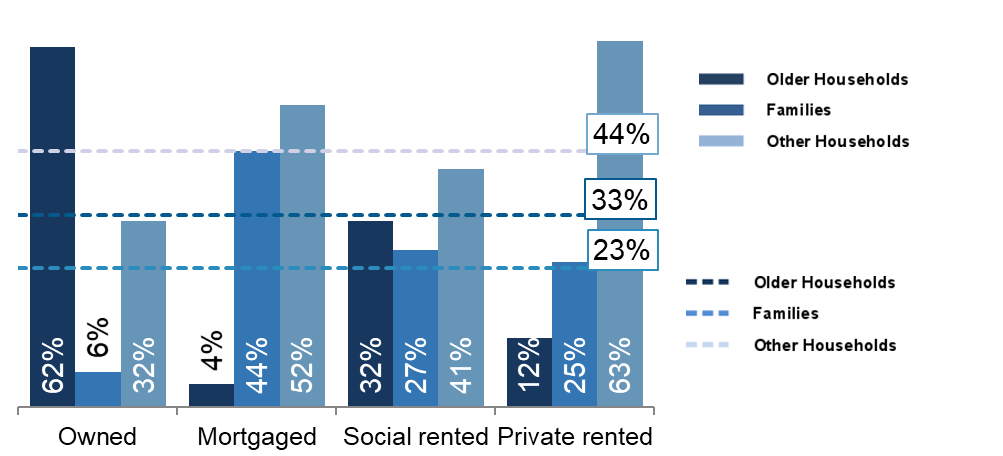 Older Households
Families
Other Households
44%
33%
23%
Older Households
Families
Other Households
62%
6%
32%
4%
44%
52%
32%
27%
41%
12%
25%
63%
Owned
Mortgaged
Social rented
Private rented